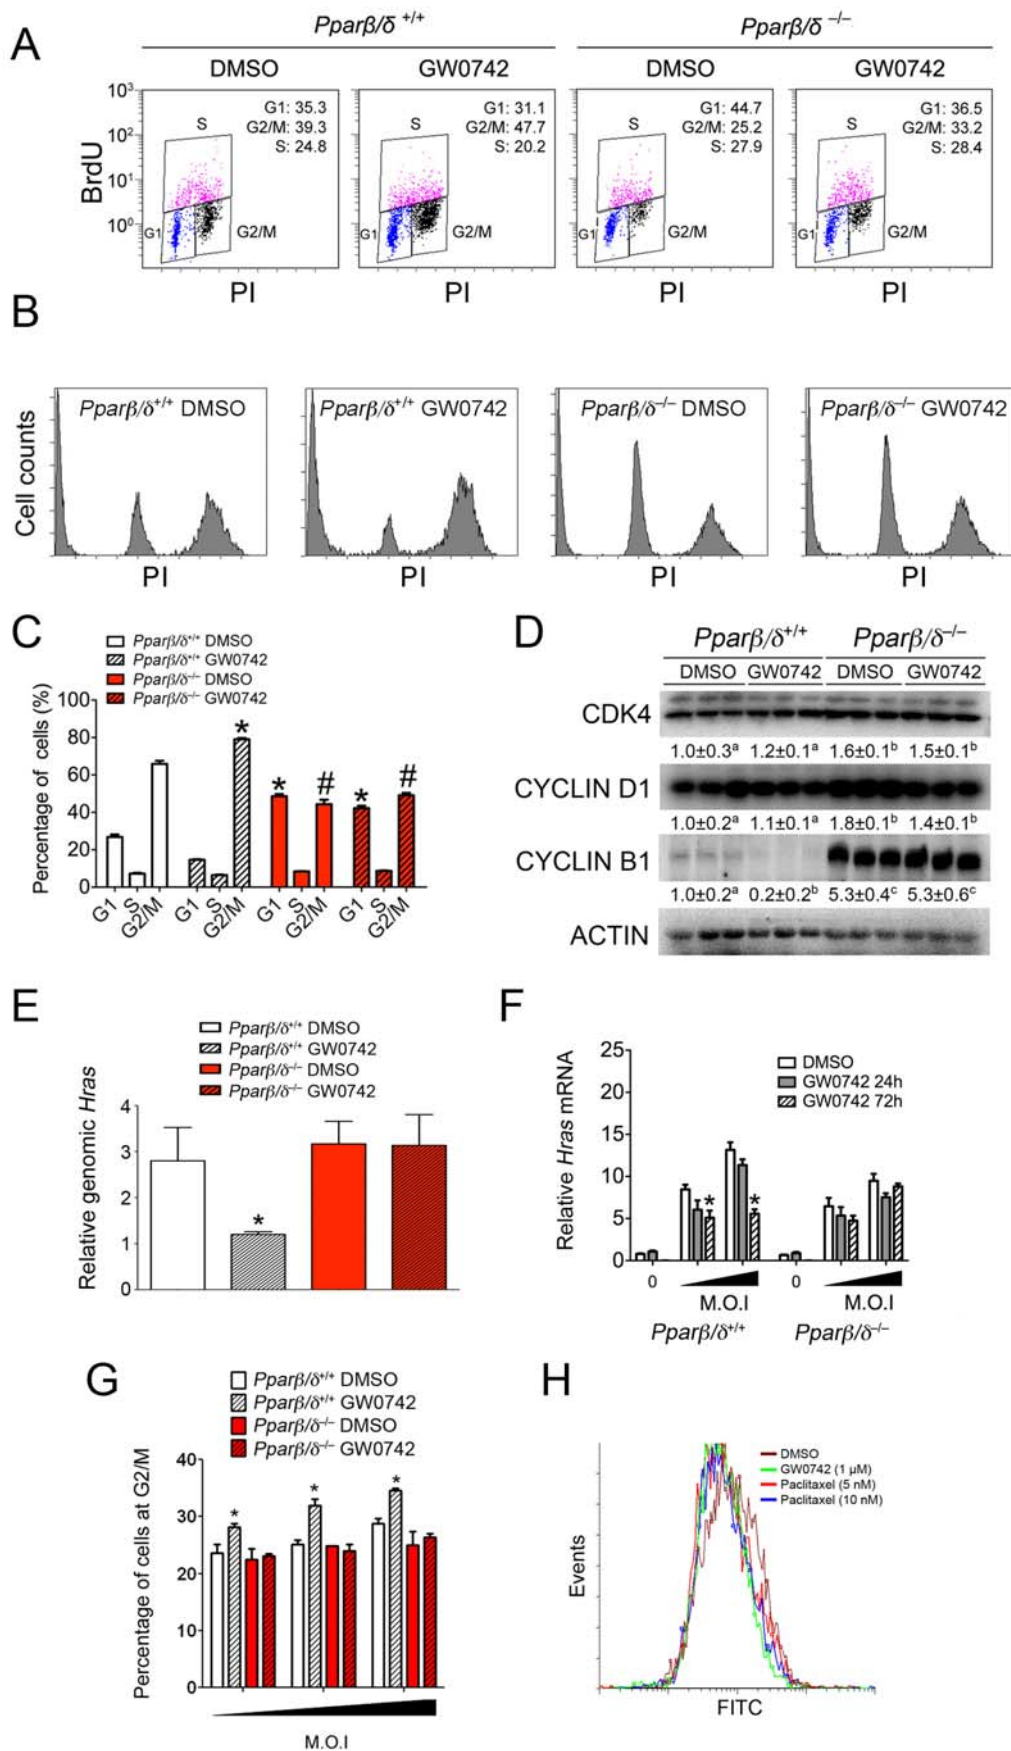 A
Pparβ/δ +/+
Pparβ/δ −/−
DMSO
GW0742
DMSO
GW0742
10³
10²
10¹
10⁰
BrdU
G1: 35.3
G2/M: 39.3
S: 24.8
S
G1
G2/M
G1: 31.1
G2/M: 47.7
S: 20.2
S
G1
G2/M
G1: 44.7
G2/M: 25.2
S: 27.9
S
G1
G2/M
G1: 36.5
G2/M: 33.2
S: 28.4
S
G1
G2/M
PI
PI
PI
PI
B
Cell counts
Pparβ/δ+/+ DMSO
Pparβ/δ+/+ GW0742
Pparβ/δ−/− DMSO
Pparβ/δ−/− GW0742
PI
PI
PI
PI
C
Pparβ/δ+/+ DMSO
Pparβ/δ+/+ GW0742
Pparβ/δ−/− DMSO
Pparβ/δ−/− GW0742
Percentage of cells (%)
100
80
60
40
20
0
* * # * #
G1 S G2/M G1 S G2/M G1 S G2/M G1 S G2/M
D
Pparβ/δ+/+ Pparβ/δ−/−
DMSO GW0742 DMSO GW0742
CDK4
1.0±0.3a 1.2±0.1a 1.6±0.1b 1.5±0.1b
CYCLIN D1
1.0±0.2a 1.1±0.1a 1.8±0.1b 1.4±0.1b
CYCLIN B1
1.0±0.2a 0.2±0.2b 5.3±0.4c 5.3±0.6c
ACTIN
E
Pparβ/δ+/+ DMSO
Pparβ/δ+/+ GW0742
Pparβ/δ−/− DMSO
Pparβ/δ−/− GW0742
Relative genomic Hras
4
3
2
1
0
*
F
DMSO
GW0742 24h
GW0742 72h
Relative Hras mRNA
25
20
15
10
5
0
* *
0 0
M.O.I M.O.I
Pparβ/δ+/+ Pparβ/δ−/−
G
Pparβ/δ+/+ DMSO
Pparβ/δ+/+ GW0742
Pparβ/δ−/− DMSO
Pparβ/δ−/− GW0742
Percentage of cells at G2/M
40
30
20
10
0
* * *
M.O.I
H
DMSO
GW0742 (1 μM)
Paclitaxel (5 nM)
Paclitaxel (10 nM)
Events
FITC